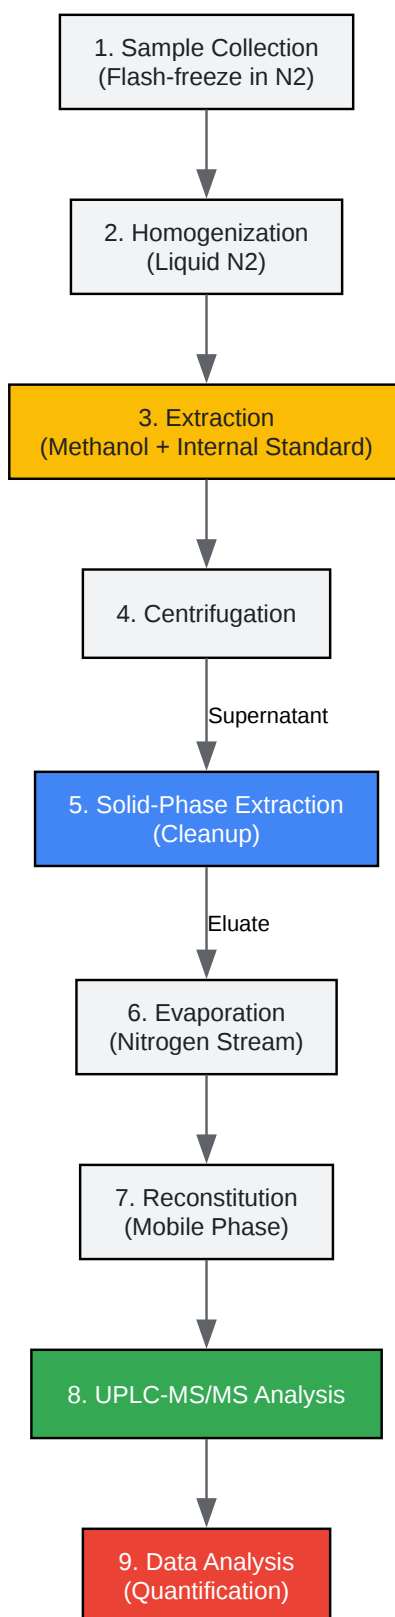 1. Sample Collection
(Flash-freeze in N2)
2. Homogenization
(Liquid N2)
3. Extraction
(Methanol + Internal Standard)
4. Centrifugation
Supernatant
5. Solid-Phase Extraction
(Cleanup)
Eluate
6. Evaporation
(Nitrogen Stream)
7. Reconstitution
(Mobile Phase)
8. UPLC-MS/MS Analysis
9. Data Analysis
(Quantification)